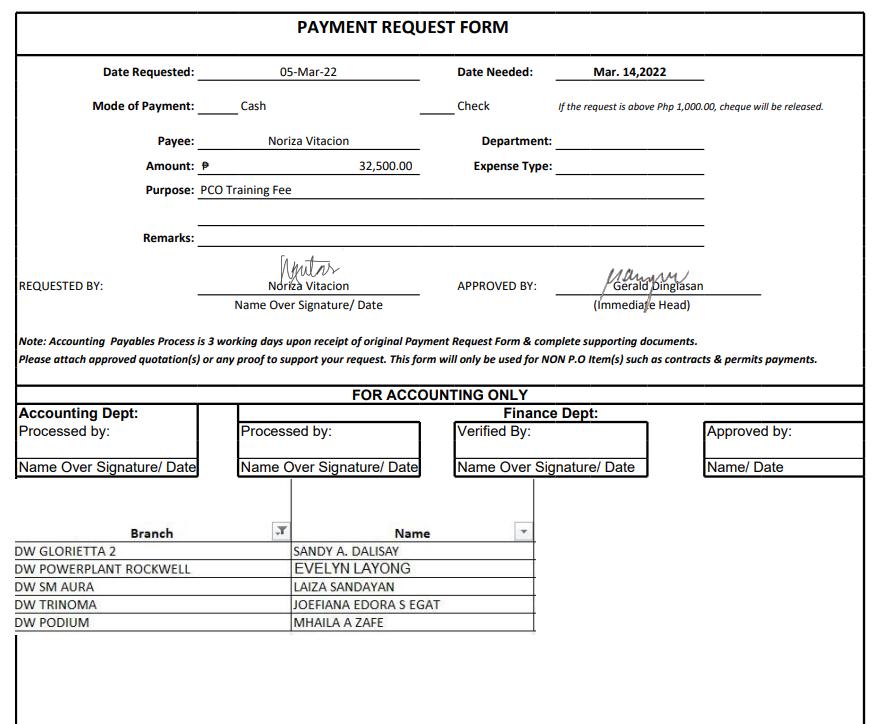 PAYMENT REQUEST FORM
Date Requested: 05-Mar-22 Date Needed: Mar. 14,2022
Mode of Payment: Cash Check If the request is above Php 1,000.00, cheque will be released.
Payee: Noriza Vitacion Department:
Amount: ₱ 32,500.00 Expense Type:
Purpose: PCO Training Fee
Remarks:
REQUESTED BY: Noriza Vitacion APPROVED BY: Gerald Dinglasan
Name Over Signature/ Date (Immediate Head)
Note: Accounting Payables Process is 3 working days upon receipt of original Payment Request Form & complete supporting documents.
Please attach approved quotation(s) or any proof to support your request. This form will only be used for NON P.O Item(s) such as contracts & permits payments.
FOR ACCOUNTING ONLY
Accounting Dept: Finance Dept:
Processed by: Processed by: Verified By: Approved by:
Name Over Signature/ Date Name Over Signature/ Date Name Over Signature/ Date Name/ Date
Branch Name
DW GLORIETTA 2 SANDY A. DALISAY
DW POWERPLANT ROCKWELL EVELYN LAYONG
DW SM AURA LAIZA SANDAYAN
DW TRINOMA JOEFIANA EDORA S EGAT
DW PODIUM MHAILA A ZAFE